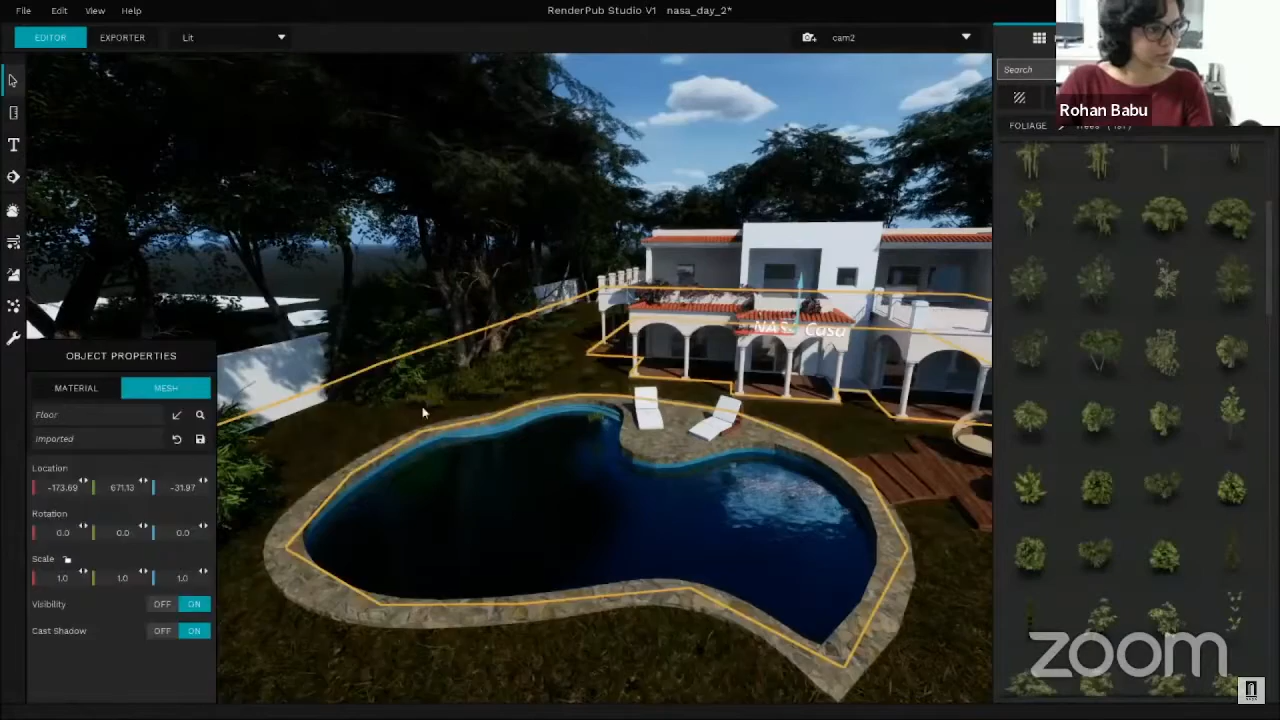 File Edit View Help
RenderPub Studio V1 nasa_day_2*
EDITOR EXPORTER Lit
cam2
Search
Rohan Babu
FOLIAGE
NAS Casa
OBJECT PROPERTIES
MATERIAL MESH
Floor
Imported
Location
-173.69 671.13 -31.97
Rotation
0.0 0.0 0.0
Scale
1.0 1.0 1.0
Visibility OFF ON
Cast Shadow OFF ON
zoom